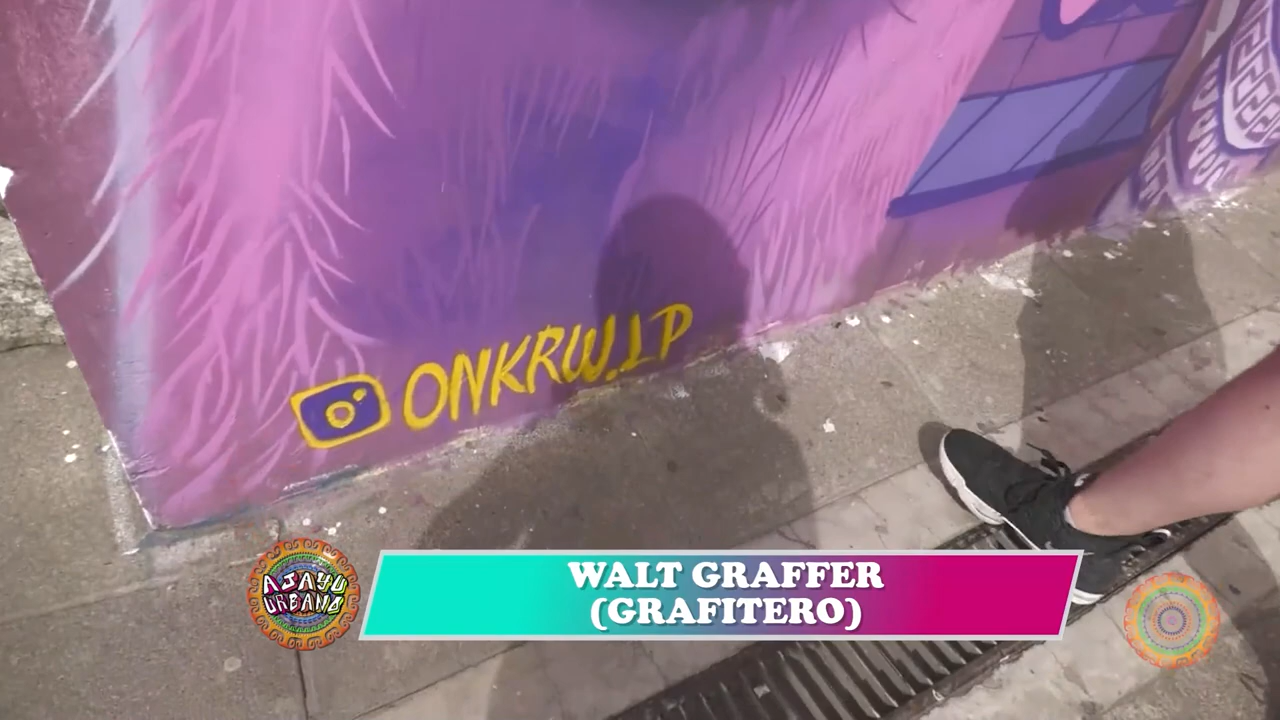 ONKRW.LP
AJAYU
URBANO
WALT GRAFFER
(GRAFITERO)